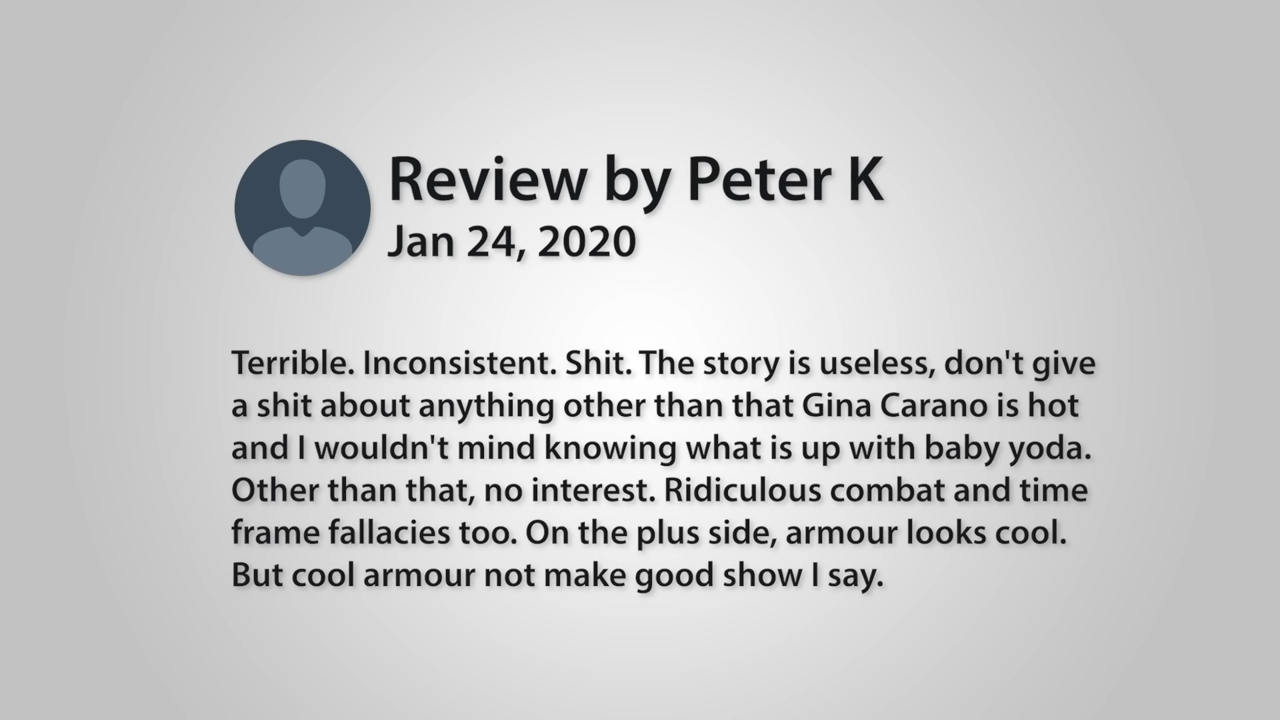 Review by Peter K
Jan 24, 2020
Terrible. Inconsistent. Shit. The story is useless, don't give
a shit about anything other than that Gina Carano is hot
and I wouldn't mind knowing what is up with baby yoda.
Other than that, no interest. Ridiculous combat and time
frame fallacies too. On the plus side, armour looks cool.
But cool armour not make good show I say.